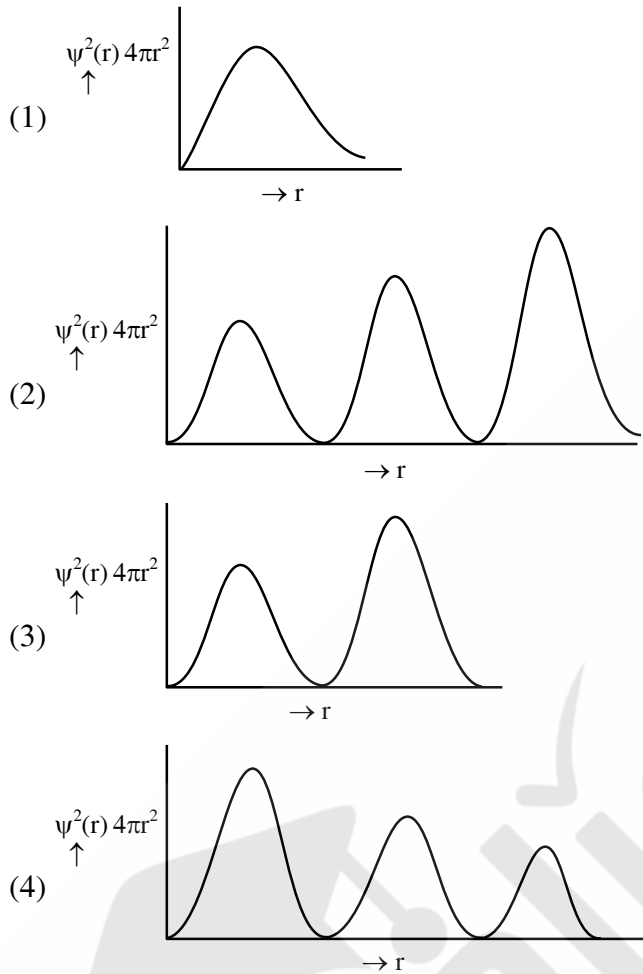 ψ²(r) 4πr²
↑
(1)
→ r
ψ²(r) 4πr²
↑
(2)
→ r
ψ²(r) 4πr²
↑
(3)
→ r
ψ²(r) 4πr²
↑
(4)
→ r